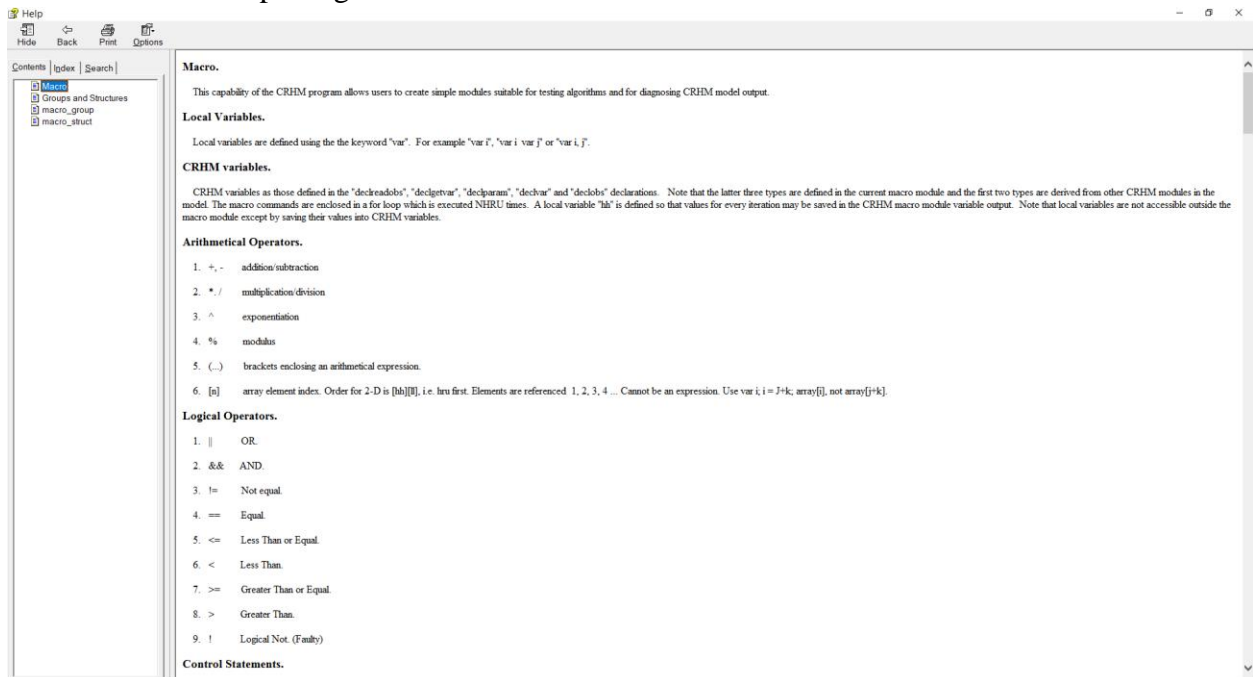 Help
Hide Back Print Options
Contents Index Search
Macro
Groups and Structures
macro_group
macro_struct
Macro.
This capability of the CRHM program allows users to create simple modules suitable for testing algorithms and for diagnosing CRHM model output.
Local Variables.
Local variables are defined using the the keyword "var". For example "var i", "var i var j" or "var i, j".
CRHM variables.
CRHM variables as those defined in the "declreadobs", "declgetvar", "declparam", "declvar" and "declobs" declarations. Note that the latter three types are defined in the current macro module and the first two types are derived from other CRHM modules in the
model. The macro commands are enclosed in a for loop which is executed NHRU times. A local variable "hh" is defined so that values for every iteration may be saved in the CRHM macro module variable output. Note that local variables are not accessible outside the
macro module except by saving their values into CRHM variables.
Arithmetical Operators.
1. +, - addition/subtraction
2. *. / multiplication/division
3. ^ exponentiation
4. % modulus
5. (...) brackets enclosing an arithmetical expression.
6. [n] array element index. Order for 2-D is [hh][ll], i.e. hru first. Elements are referenced 1, 2, 3, 4 ... Cannot be an expression. Use var i; i = J+k; array[i], not array[j+k].
Logical Operators.
1. || OR.
2. && AND.
3. != Not equal.
4. == Equal.
5. <= Less Than or Equal.
6. < Less Than.
7. >= Greater Than or Equal.
8. > Greater Than.
9. ! Logical Not. (Faulty)
Control Statements.